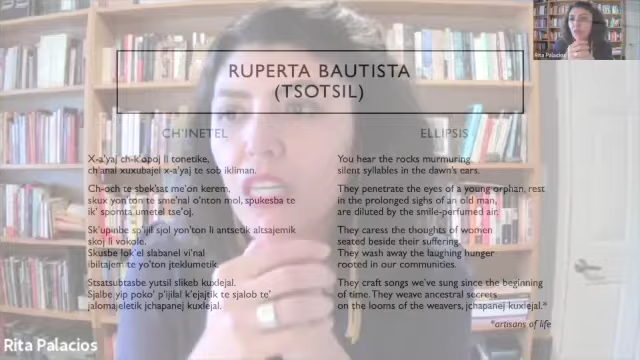 RUPERTA BAUTISTA
(TSOTSIL)
CH'INETEL
X-a'yaj ch-k'opoj li tonetike,
ch'anal xuxubajel x-a'yaj te sob ikliman.
Ch-och te sbek'sat me'on kerem,
skux yon'ton te sme'nal o'nton mol, spukesba te
ik' spomta umetel tse'oj.
Sk'upinbe sp'ijil sjol yon'ton li antsetik altsajemik
skoj li vokole.
Skusbe lok'el slabanel vi'nal
ibiltajem te yo'ton jteklumetik.
Stsatsubtasbe yutsil slikeb kuxlejal.
Sjalbe yip poko' p'ijilal k'ejajtik te sjalob te'
jalomajeletik jchapanej kuxlejal.
ELLIPSIS
You hear the rocks murmuring
silent syllables in the dawn's ears.
They penetrate the eyes of a young orphan, rest
in the prolonged sighs of an old man,
are diluted by the smile-perfumed air.
They caress the thoughts of women
seated beside their suffering.
They wash away the laughing hunger
rooted in our communities.
They craft songs we've sung since the beginning
of time. They weave ancestral secrets
on the looms of the weavers, jchapanej kuxlejal.*
*artisans of life
Rita Palacios
Rita Palacios